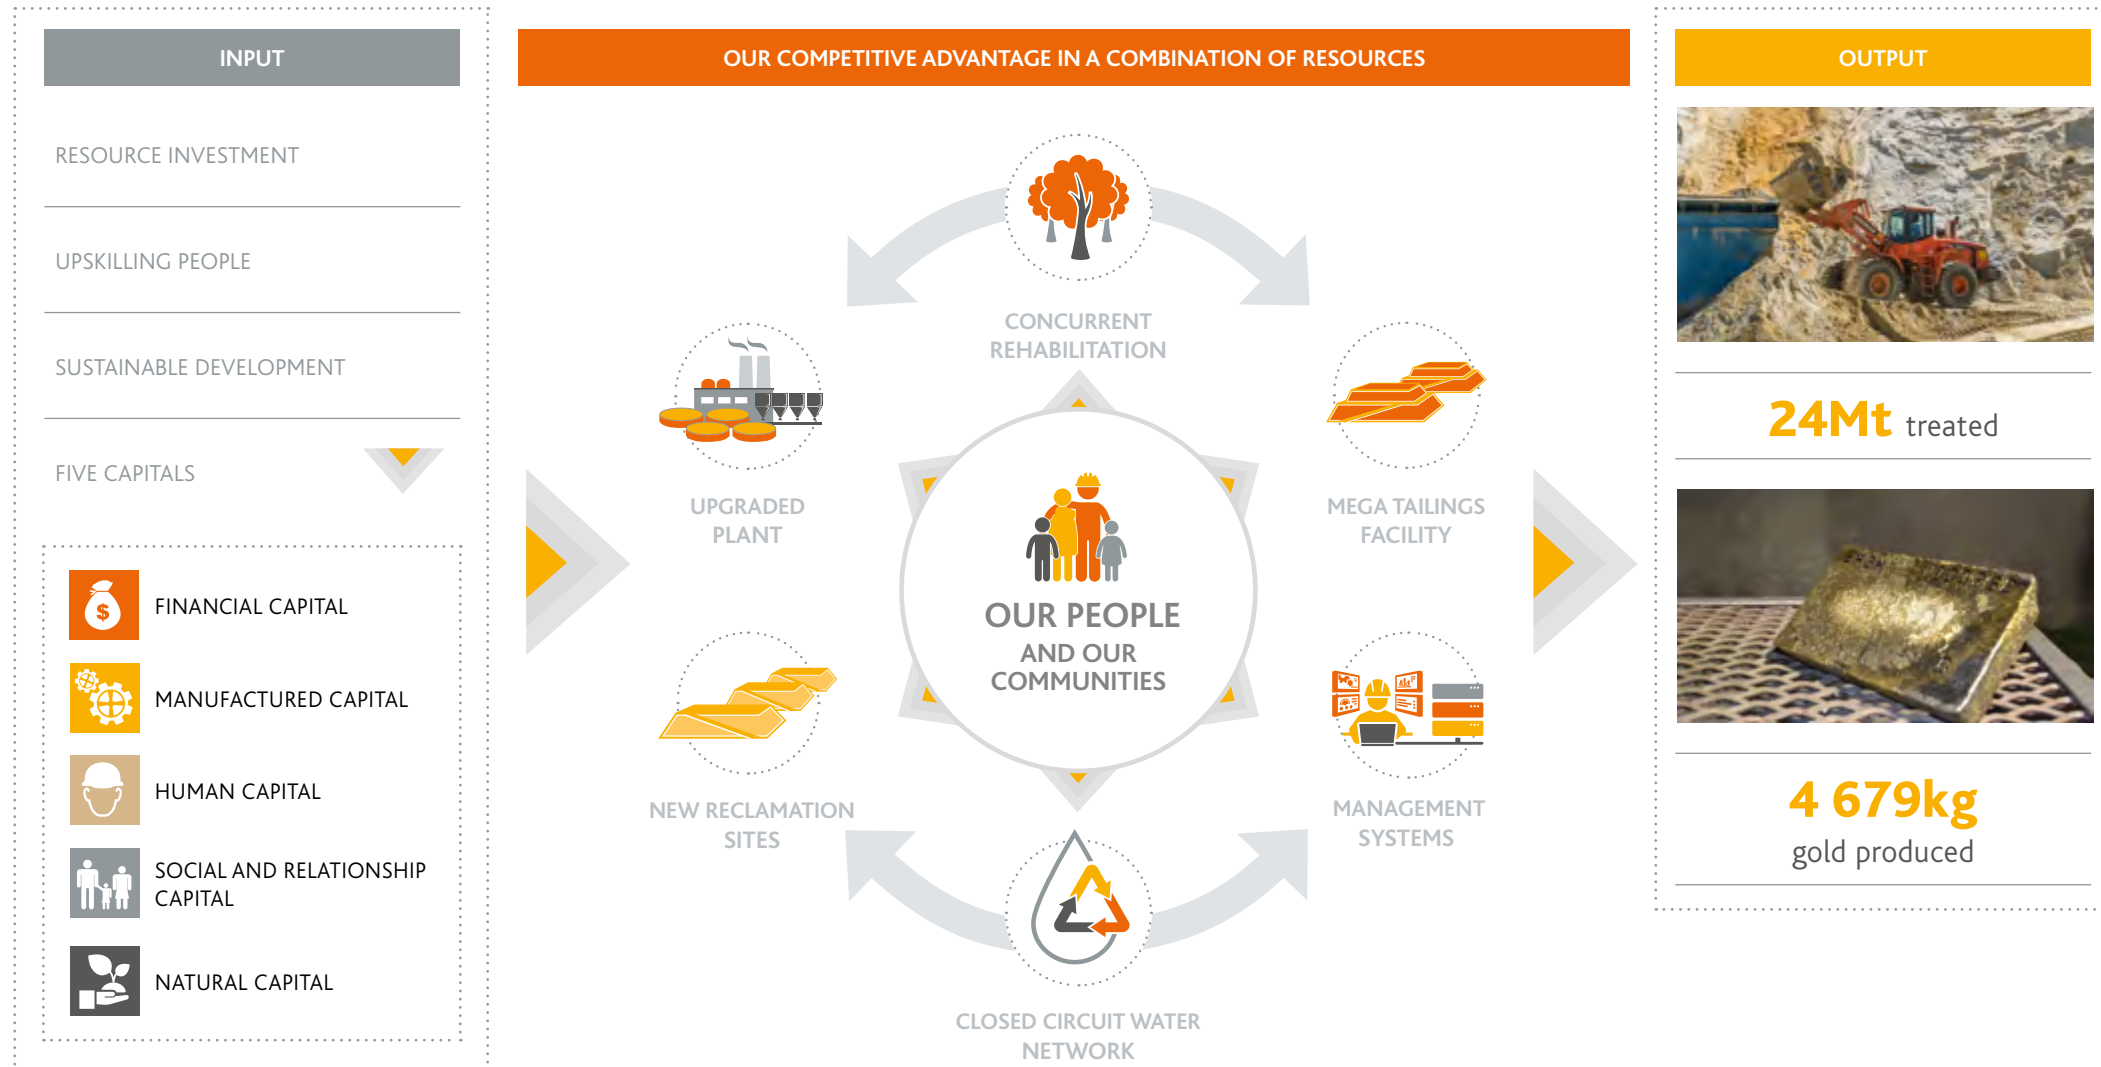 INPUT
RESOURCE INVESTMENT
UPSKILLING PEOPLE
SUSTAINABLE DEVELOPMENT
FIVE CAPITALS
$
FINANCIAL CAPITAL
MANUFACTURED CAPITAL
HUMAN CAPITAL
SOCIAL AND RELATIONSHIP
CAPITAL
NATURAL CAPITAL
OUR COMPETITIVE ADVANTAGE IN A COMBINATION OF RESOURCES
CONCURRENT
REHABILITATION
UPGRADED
PLANT
MEGA TAILINGS
FACILITY
OUR PEOPLE
AND OUR
COMMUNITIES
NEW RECLAMATION
SITES
MANAGEMENT
SYSTEMS
CLOSED CIRCUIT WATER
NETWORK
OUTPUT
24Mt treated
4 679kg
gold produced